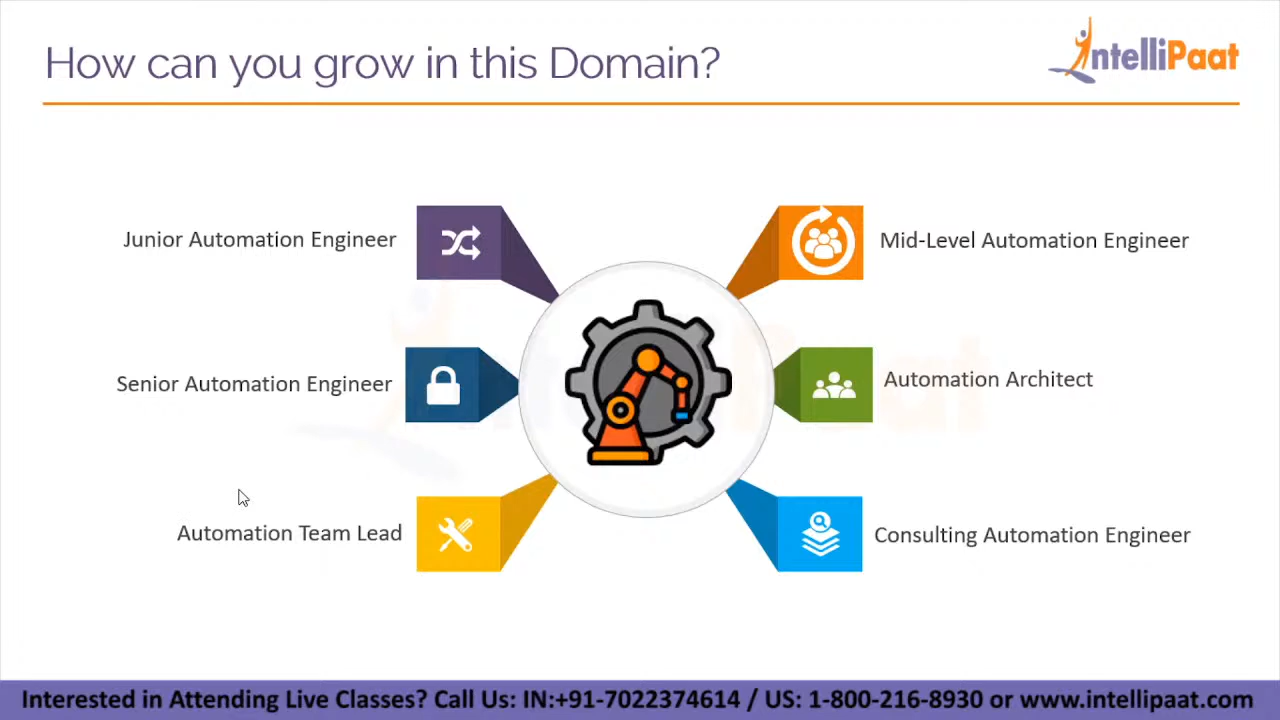 How can you grow in this Domain?
IntelliPaat
Junior Automation Engineer
Mid-Level Automation Engineer
Senior Automation Engineer
Automation Architect
Automation Team Lead
Consulting Automation Engineer
Interested in Attending Live Classes? Call Us: IN:+91-7022374614 / US: 1-800-216-8930 or www.intellipaat.com